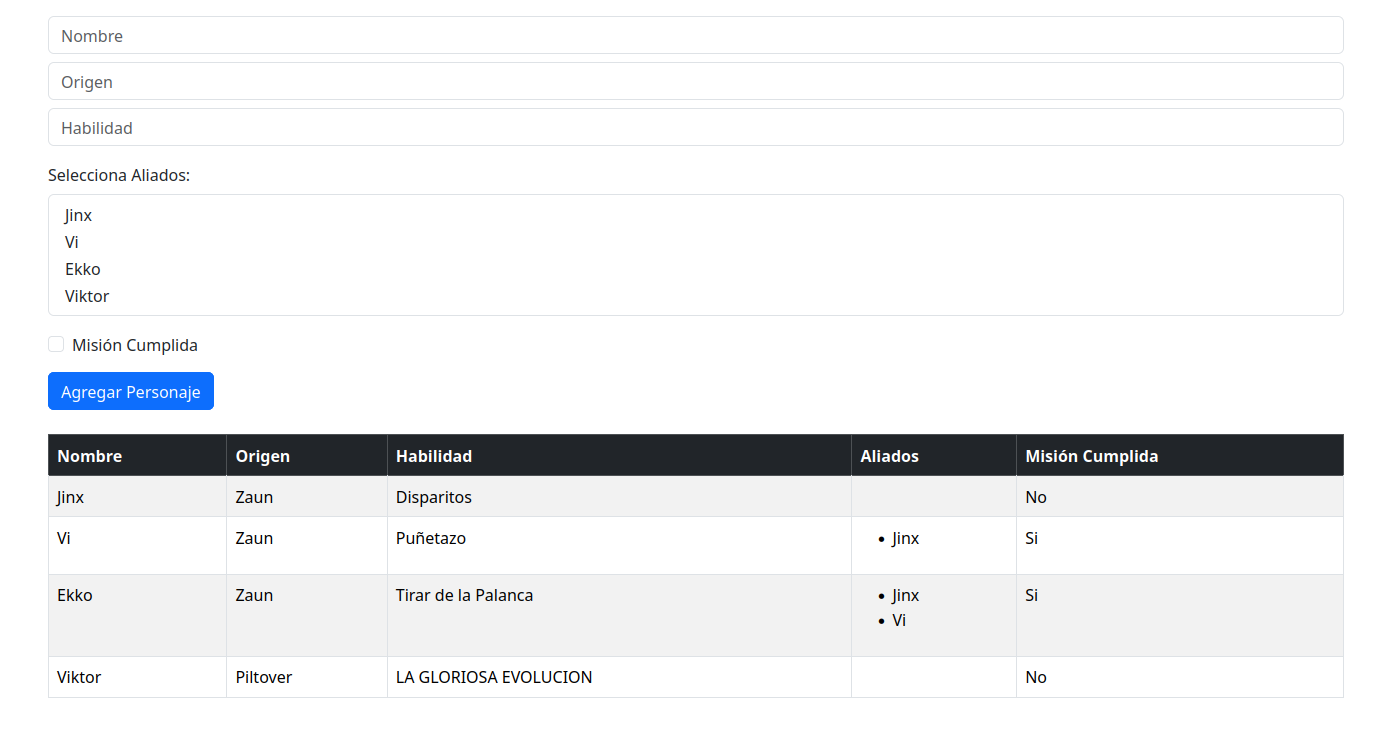 Nombre
Origen
Habilidad
Selecciona Aliados:
Jinx
Vi
Ekko
Viktor
Misión Cumplida
Agregar Personaje
Nombre Origen Habilidad Aliados Misión Cumplida
Jinx Zaun Disparitos No
Vi Zaun Puñetazo • Jinx Si
Ekko Zaun Tirar de la Palanca • Jinx Si
• Vi
Viktor Piltover LA GLORIOSA EVOLUCION No